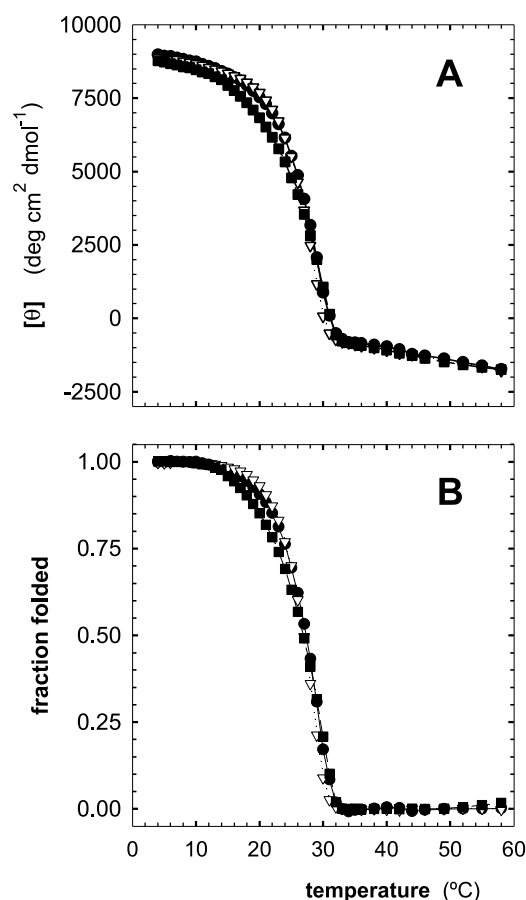 10000
A
7500
5000
2500
0
-2500
[θ] (deg cm² dmol⁻¹)
1.00
B
0.75
0.50
0.25
0.00
fraction folded
0 10 20 30 40 50 60
temperature (ºC)